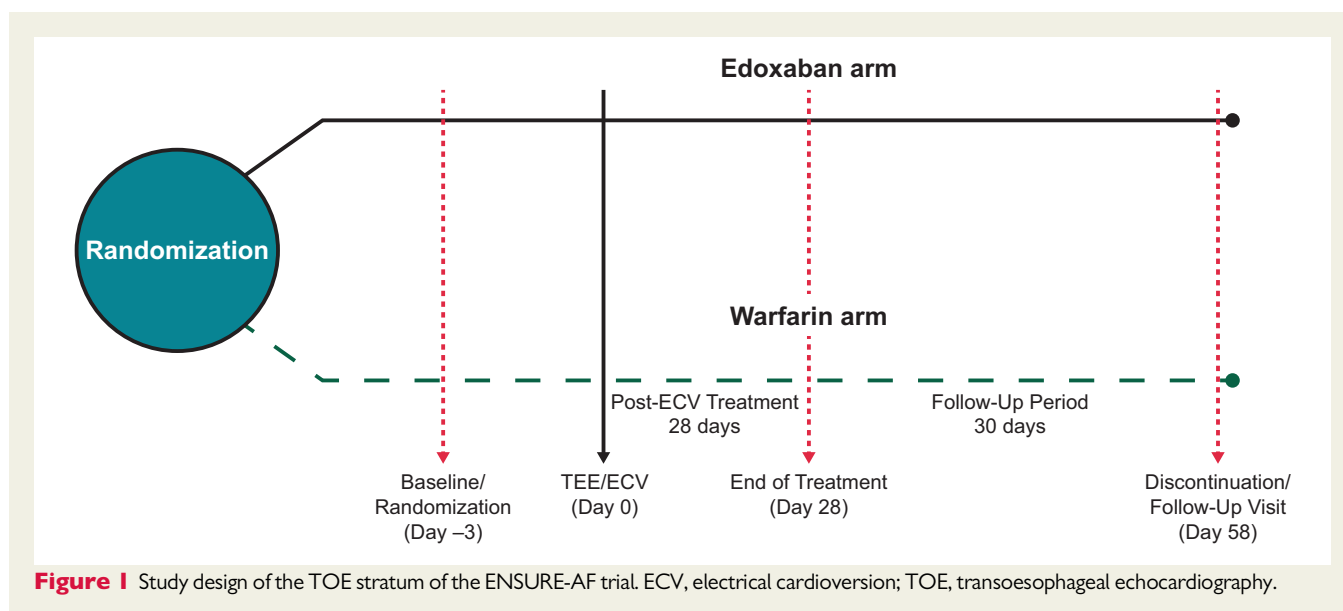 Edoxaban arm
Randomization
Warfarin arm
Post-ECV Treatment
28 days
Follow-Up Period
30 days
Baseline/
Randomization
(Day –3)
TEE/ECV
(Day 0)
End of Treatment
(Day 28)
Discontinuation/
Follow-Up Visit
(Day 58)
Figure 1 Study design of the TOE stratum of the ENSURE-AF trial. ECV, electrical cardioversion; TOE, transoesophageal echocardiography.